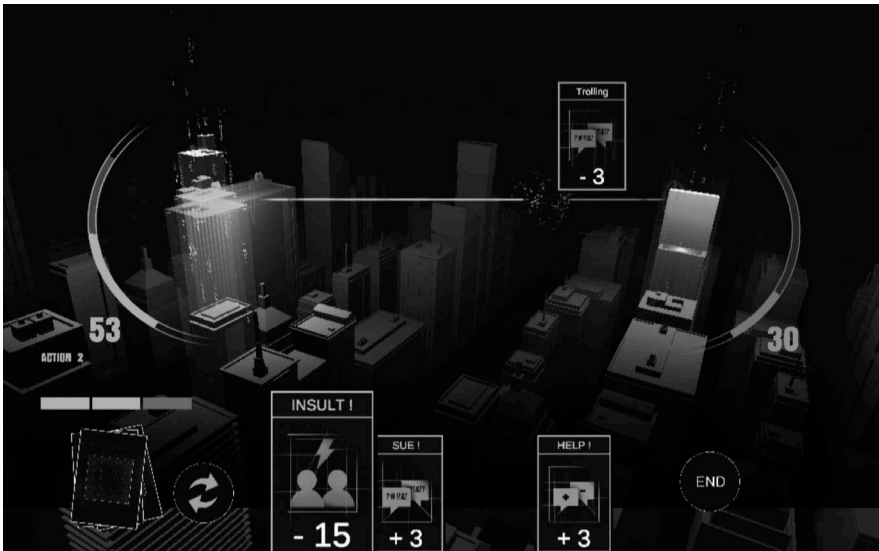 Trolling
?#!!&!
- 3
53
30
ACTION 2
INSULT !
- 15
SUE !
+ 3
HELP !
+ 3
END